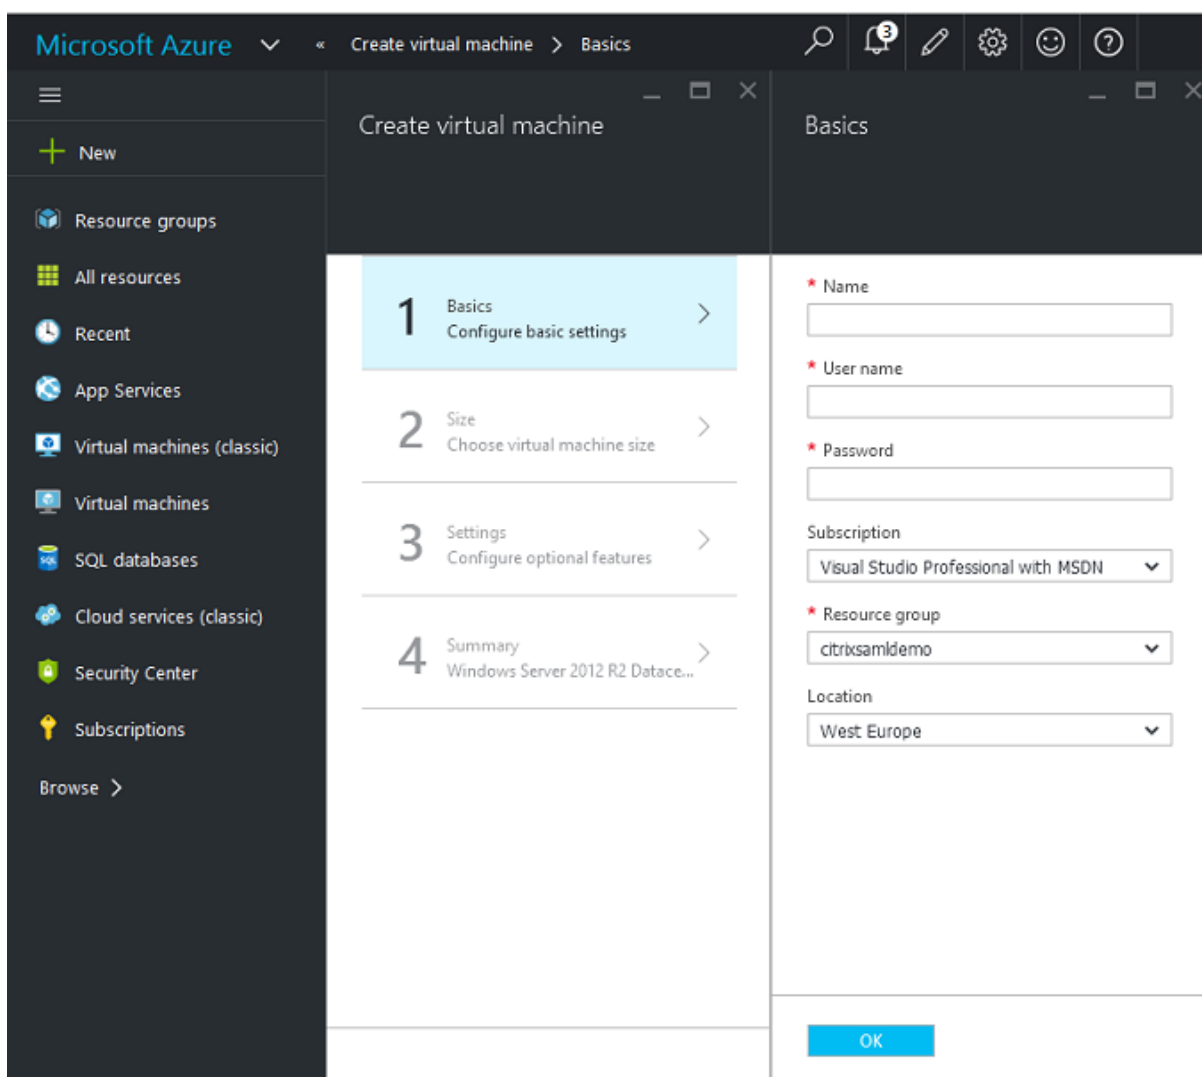 Microsoft Azure « Create virtual machine > Basics 3
New
Resource groups
All resources
Recent
App Services
Virtual machines (classic)
Virtual machines
SQL databases
Cloud services (classic)
Security Center
Subscriptions
Browse >
Create virtual machine
1 Basics
Configure basic settings
2 Size
Choose virtual machine size
3 Settings
Configure optional features
4 Summary
Windows Server 2012 R2 Datace...
Basics
* Name
* User name
* Password
Subscription
Visual Studio Professional with MSDN
* Resource group
citrixsamldemo
Location
West Europe
OK